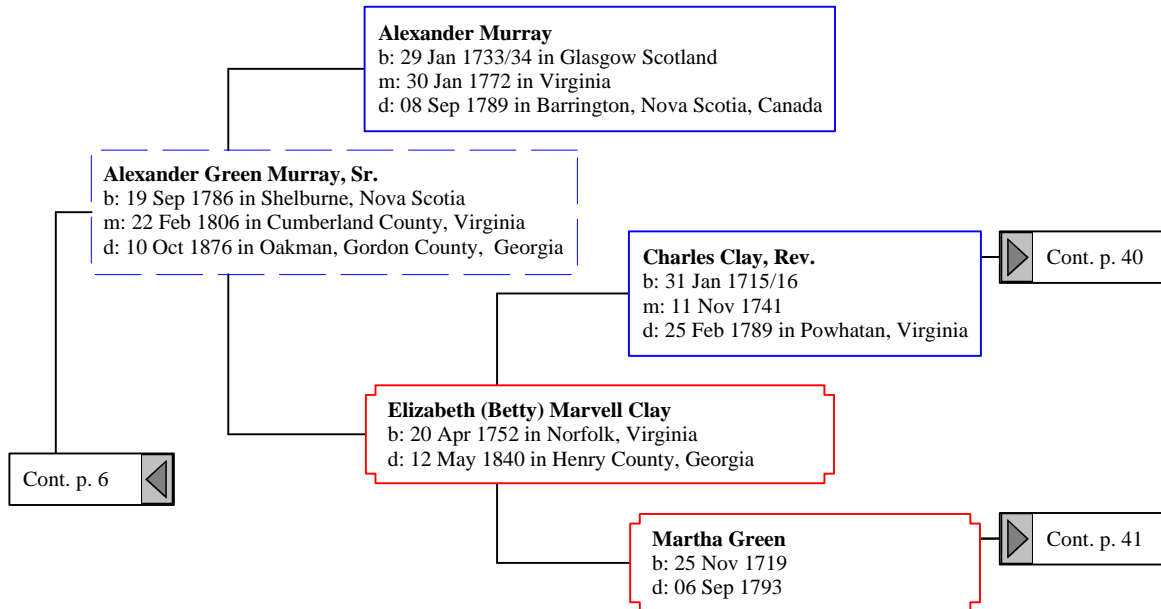 Alexander Murray
b: 29 Jan 1733/34 in Glasgow Scotland
m: 30 Jan 1772 in Virginia
d: 08 Sep 1789 in Barrington, Nova Scotia, Canada
Alexander Green Murray, Sr.
b: 19 Sep 1786 in Shelburne, Nova Scotia
m: 22 Feb 1806 in Cumberland County, Virginia
d: 10 Oct 1876 in Oakman, Gordon County,  Georgia
Charles Clay, Rev.
b: 31 Jan 1715/16
m: 11 Nov 1741
d: 25 Feb 1789 in Powhatan, Virginia
Cont. p. 40
Elizabeth (Betty) Marvell Clay
b: 20 Apr 1752 in Norfolk, Virginia
d: 12 May 1840 in Henry County, Georgia
Cont. p. 6
Martha Green
b: 25 Nov 1719
d: 06 Sep 1793
Cont. p. 41